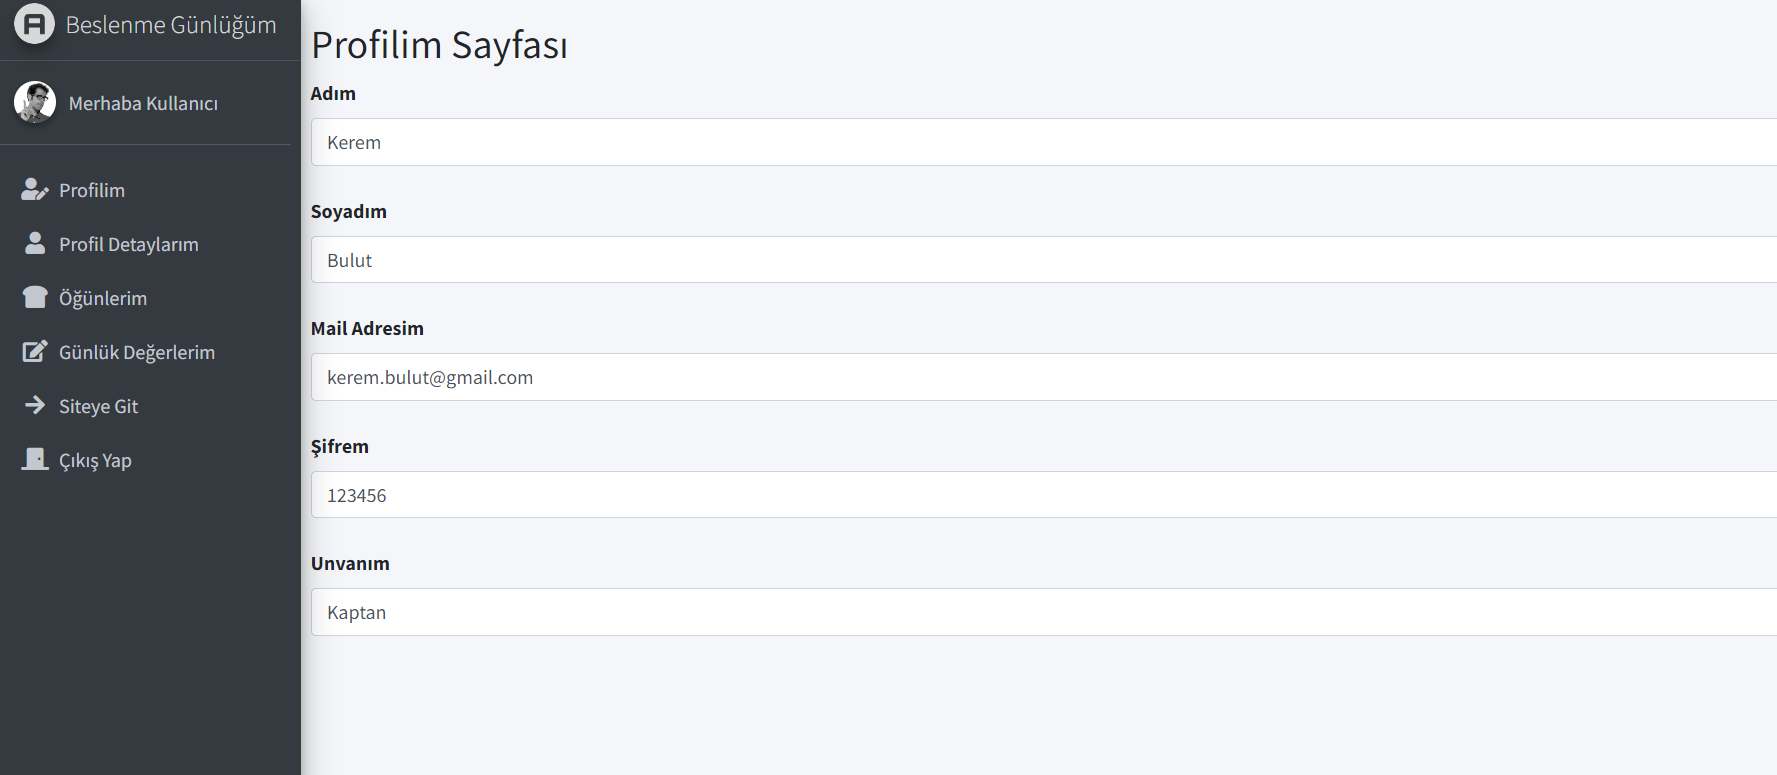 Beslenme Günlüğüm
Merhaba Kullanıcı
Profilim
Profil Detaylarım
Öğünlerim
Günlük Değerlerim
Siteye Git
Çıkış Yap
Profilim Sayfası
Adım
Kerem
Soyadım
Bulut
Mail Adresim
kerem.bulut@gmail.com
Şifrem
123456
Unvanım
Kaptan